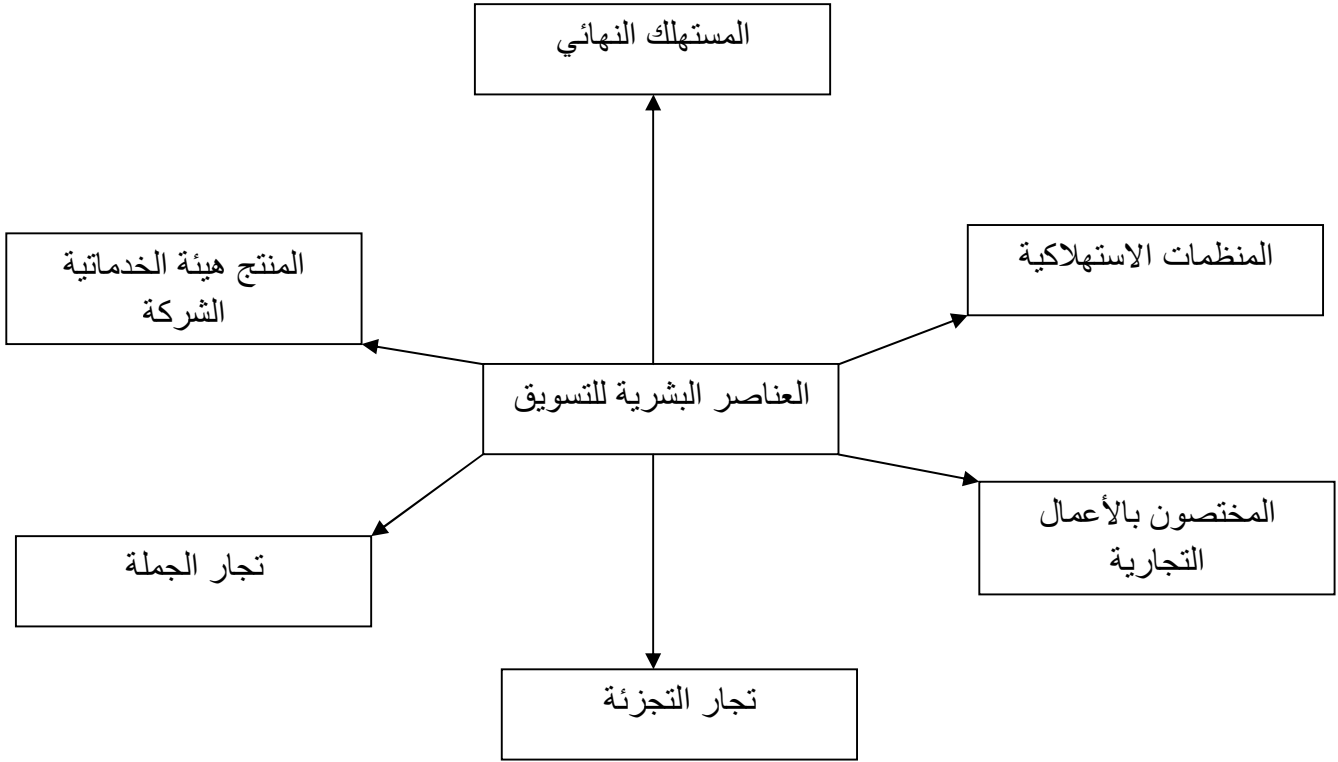 المستهلك النهائي
المنظمات الاستهلاكية
المنتج هيئة الخدماتية
الشركة
العناصر البشرية للتسويق
المختصون بالأعمال
التجارية
تجار الجملة
تجار التجزئة